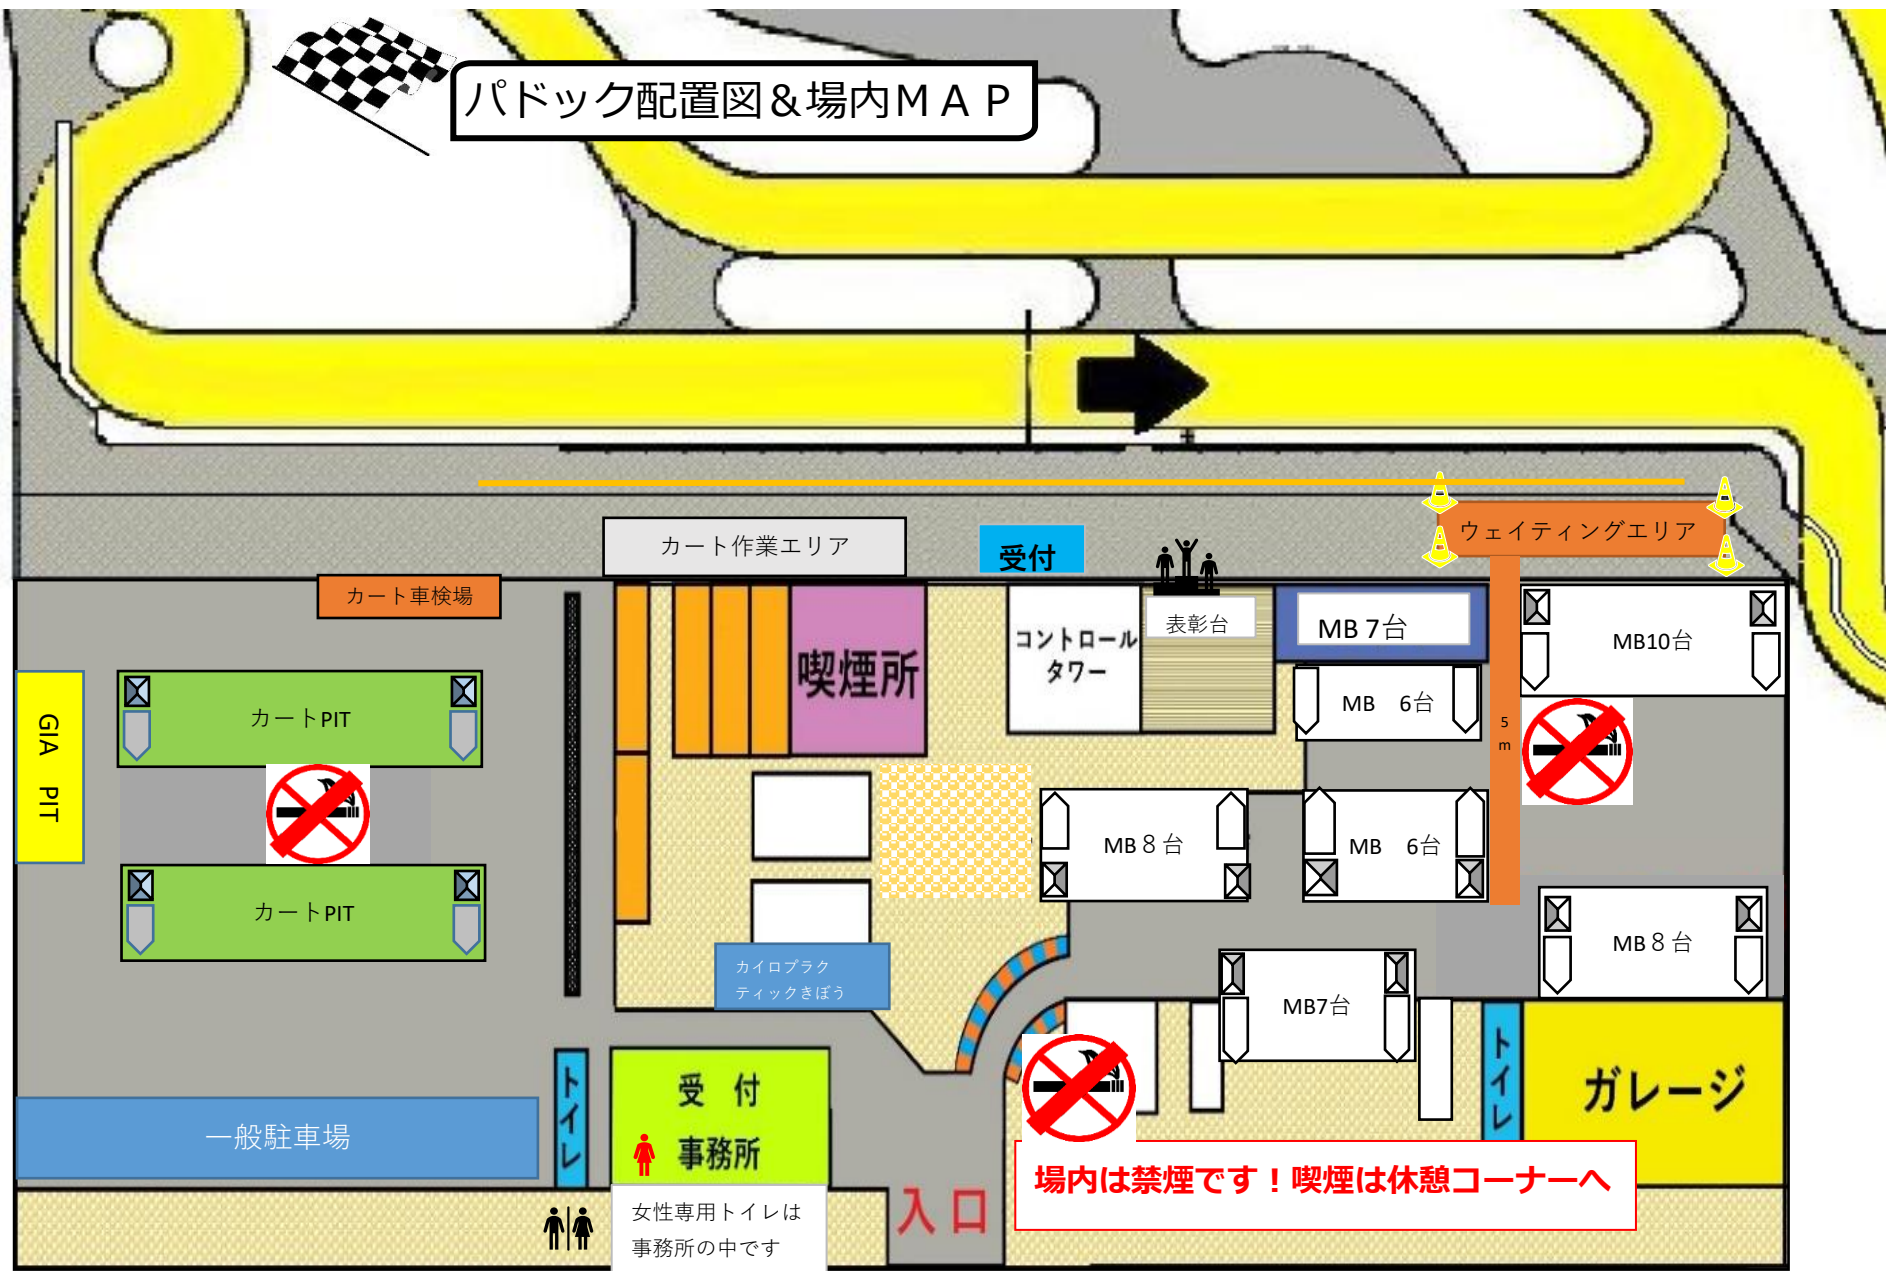 パドック配置図&場内MAP
ウェイティングエリア
カート作業エリア
受付
カート車検場
表彰台
MB 7台
MB10台
コントロール
タワー
喫煙所
GIA PIT
カートPIT
MB 6台
5
m
MB 8台
MB 6台
カートPIT
MB 8台
カイロプラク
ティックきぼう
MB7台
トイレ
ガレージ
トイレ
受 付
事務所
一般駐車場
場内は禁煙です!喫煙は休憩コーナーへ
入口
女性専用トイレは
事務所の中です